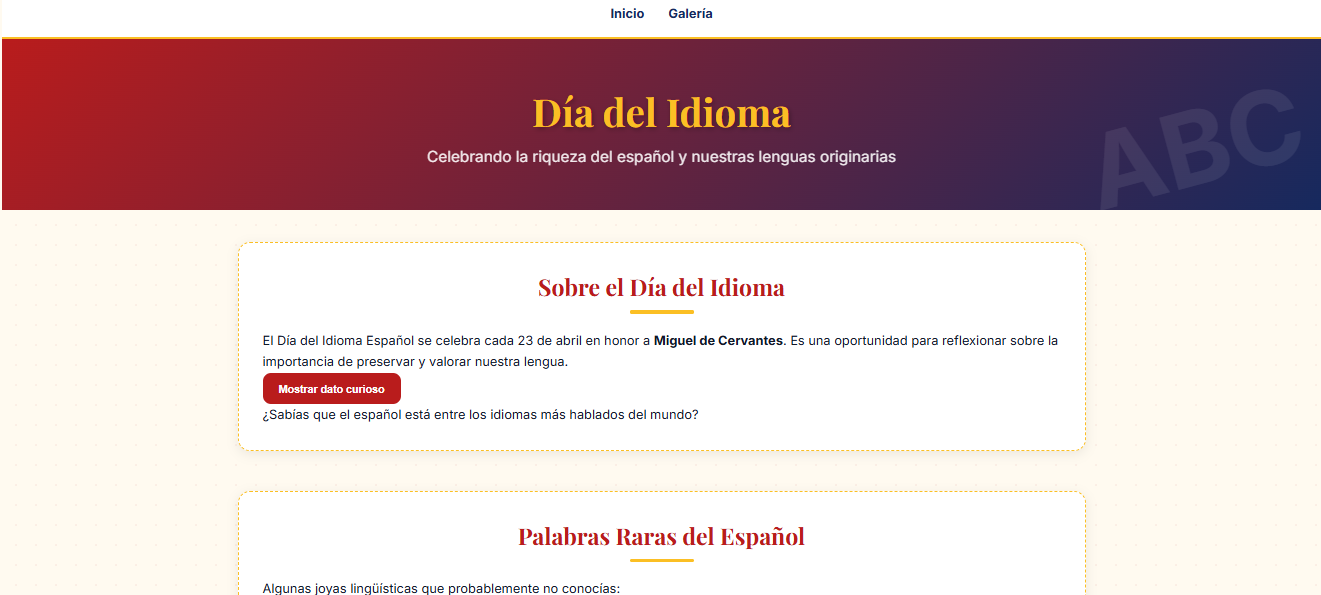 Inicio Galería
Día del Idioma
Celebrando la riqueza del español y nuestras lenguas originarias
ABC
Sobre el Día del Idioma
El Día del Idioma Español se celebra cada 23 de abril en honor a Miguel de Cervantes. Es una oportunidad para reflexionar sobre la
importancia de preservar y valorar nuestra lengua.
Mostrar dato curioso
¿Sabías que el español está entre los idiomas más hablados del mundo?
Palabras Raras del Español
Algunas joyas lingüísticas que probablemente no conocías: